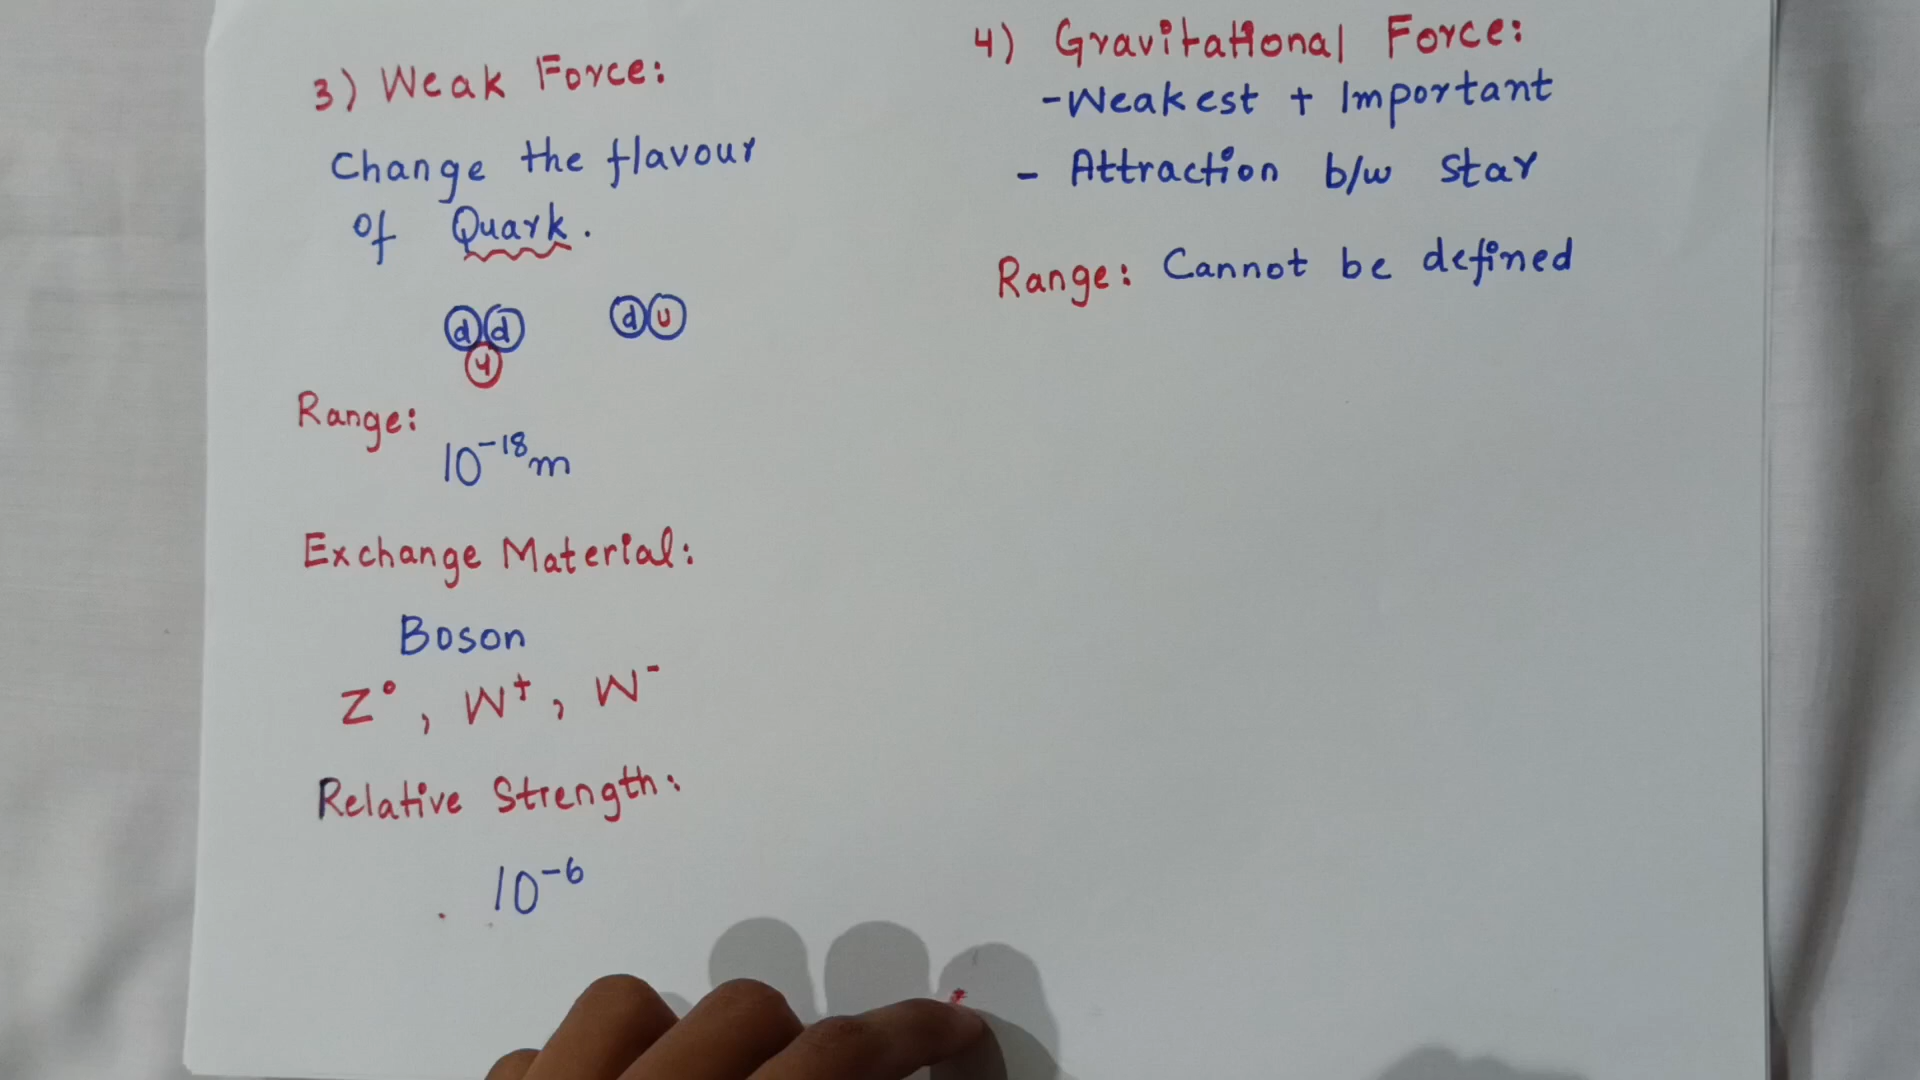 3) Weak Force:
Change the flavour
of Quark.
d d d u
u
Range:
10⁻¹⁸m
Exchange Material:
Boson
Z°, W⁺, W⁻
Relative Strength:
10⁻⁶
4) Gravitational Force:
-Weakest + Important
- Attraction b/w star
Range: Cannot be defined